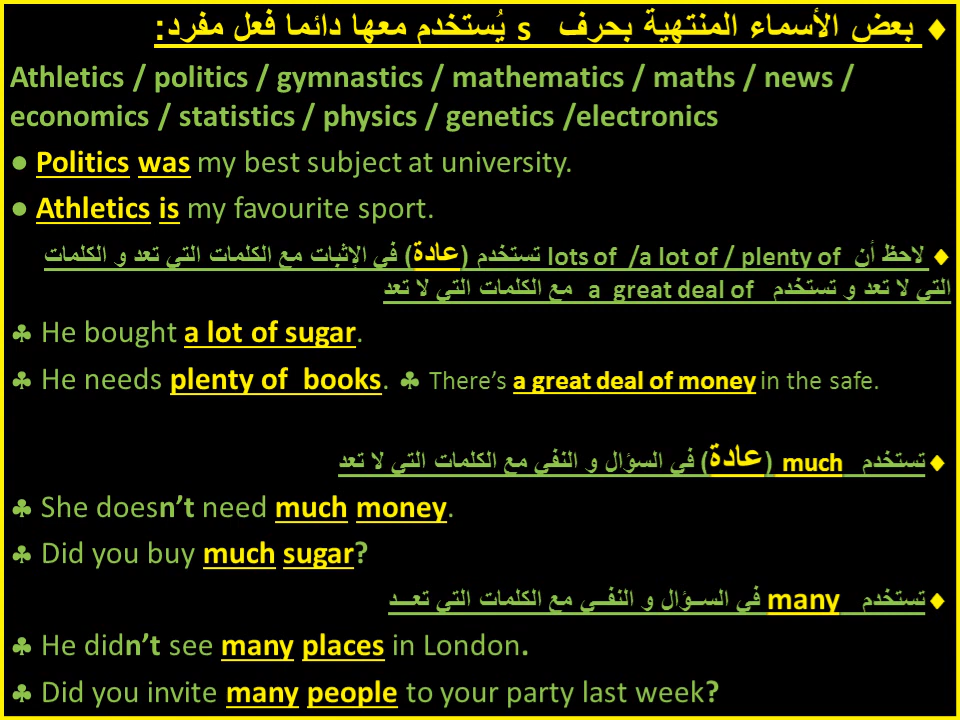 ♦ بعض الأسماء المنتهية بحرف s يُستخدم معها دائما فعل مفرد:
Athletics / politics / gymnastics / mathematics / maths / news /
economics / statistics / physics / genetics /electronics
● Politics was my best subject at university.
● Athletics is my favourite sport.
♦ لاحظ أن lots of /a lot of / plenty of تستخدم (عادة) في الإثبات مع الكلمات التي تعد و الكلمات
التي لا تعد و تستخدم a great deal of مع الكلمات التي لا تعد
♣ He bought a lot of sugar.
♣ He needs plenty of books. ♣ There’s a great deal of money in the safe.
♦تستخدم much (عادة) في السؤال و النفي مع الكلمات التي لا تعد
♣ She doesn’t need much money.
♣ Did you buy much sugar?
♦تستخدم many في الســؤال و النفــي مع الكلمات التي تعــد
♣ He didn’t see many places in London.
♣ Did you invite many people to your party last week?